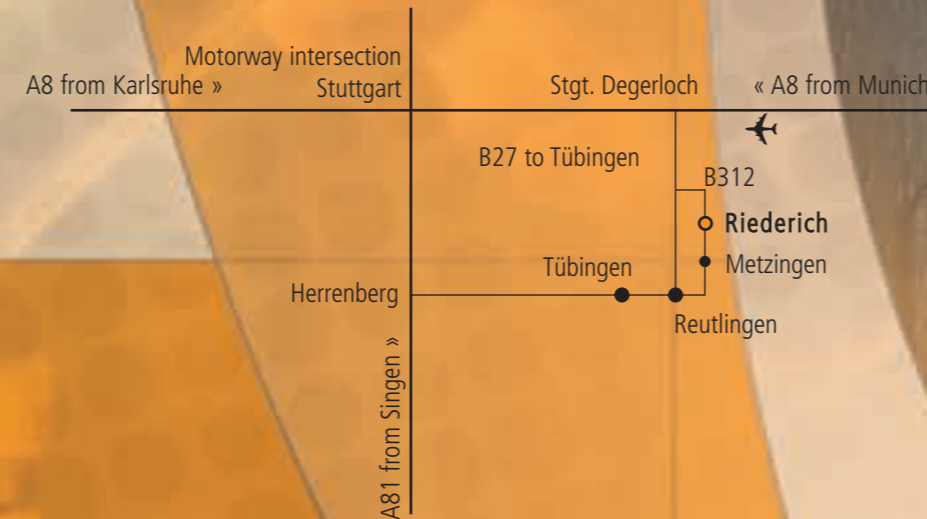 Motorway intersection
Stuttgart
A8 from Karlsruhe »
Stgt. Degerloch
« A8 from Munich
B27 to Tübingen
B312
Riederich
Metzingen
Tübingen
Herrenberg
Reutlingen
A81 from Singen »